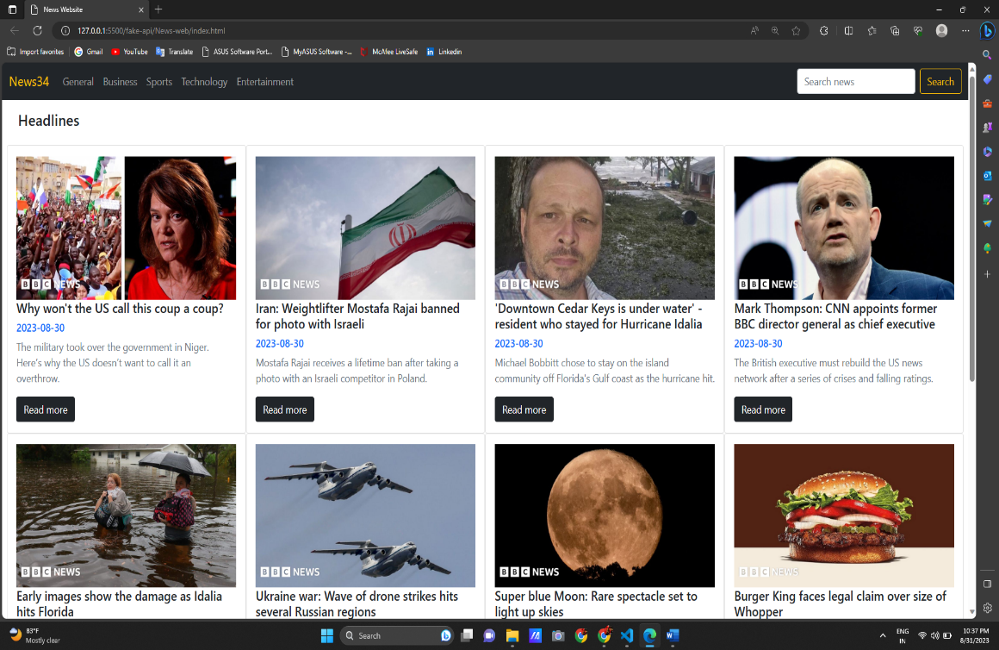 News Website
127.0.0.1:5500/fake-api/News-web/index.html
Import favorites Gmail YouTube Translate ASUS Software Port... MyASUS Software -... McAfee LiveSafe Linkedin
News34 General Business Sports Technology Entertainment Search news Search
Headlines
BBC NEWS BBC NEWS BBC NEWS BBC NEWS
Why won't the US call this coup a coup?
2023-08-30
The military took over the government in Niger.
Here's why the US doesn't want to call it an
overthrow.
Read more
Iran: Weightlifter Mostafa Rajai banned
for photo with Israeli
2023-08-30
Mostafa Rajai receives a lifetime ban after taking a
photo with an Israeli competitor in Poland.
Read more
'Downtown Cedar Keys is under water' -
resident who stayed for Hurricane Idalia
2023-08-30
Michael Bobbitt chose to stay on the island
community off Florida's Gulf coast as the hurricane hit.
Read more
Mark Thompson: CNN appoints former
BBC director general as chief executive
2023-08-30
The British executive must rebuild the US news
network after a series of crises and falling ratings.
Read more
BBC NEWS BBC NEWS BBC NEWS BBC NEWS
Early images show the damage as Idalia
hits Florida
Ukraine war: Wave of drone strikes hits
several Russian regions
Super blue Moon: Rare spectacle set to
light up skies
Burger King faces legal claim over size of
Whopper
83°F
Mostly clear
Search
ENG
IN
10:37 PM
8/31/2023